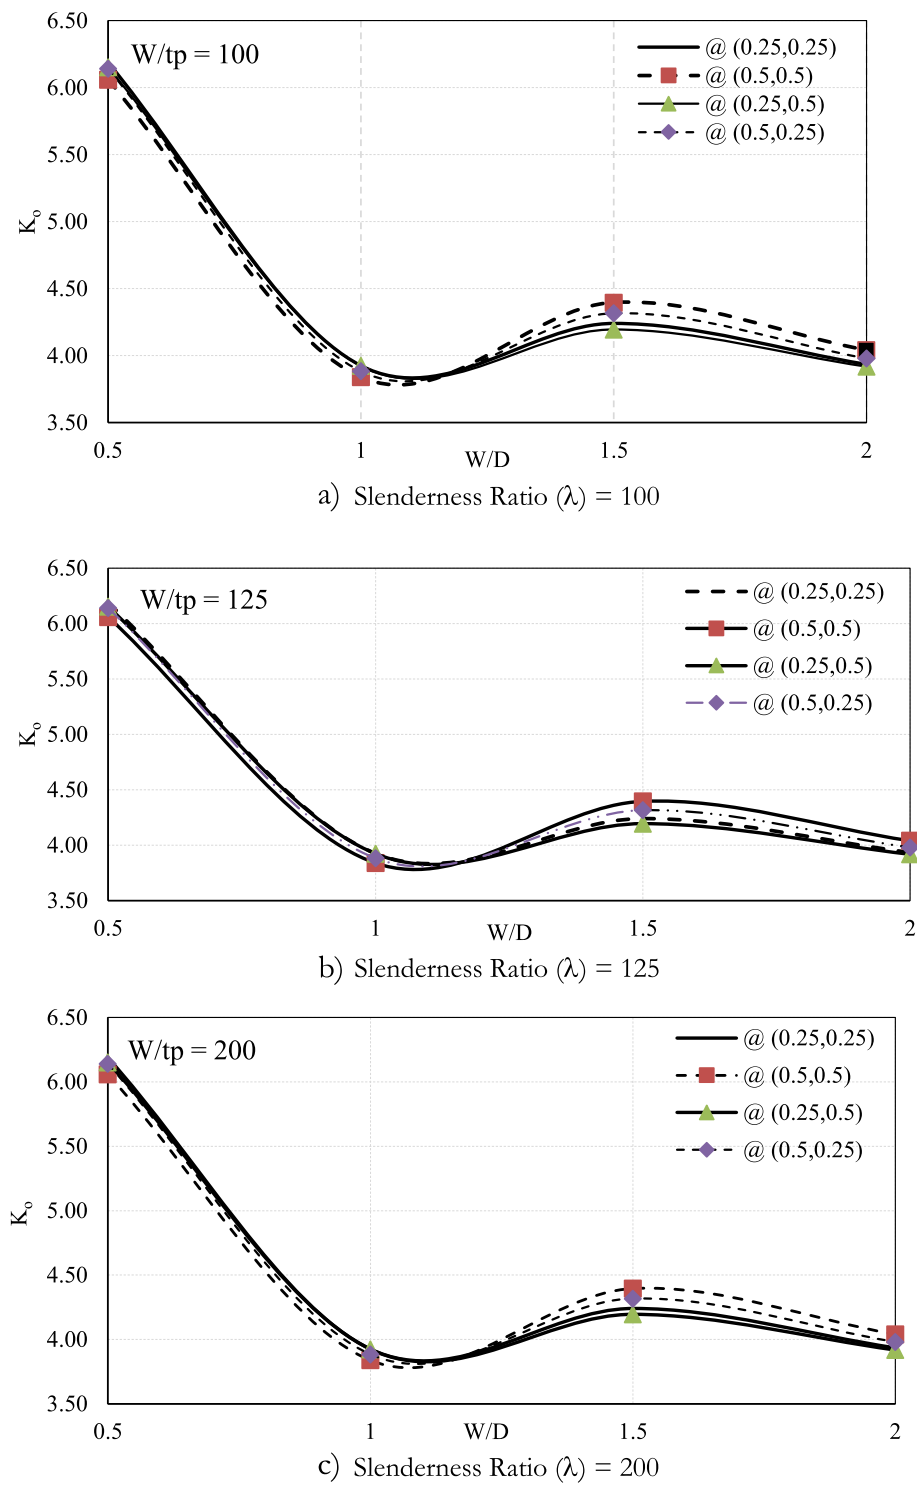 6.50
6.00
5.50
5.00
4.50
4.00
3.50
Kₒ
W/tp = 100
@ (0.25,0.25)
@ (0.5,0.5)
@ (0.25,0.5)
@ (0.5,0.25)
0.5 1 1.5 2
W/D
a) Slenderness Ratio (λ) = 100
6.50
6.00
5.50
5.00
4.50
4.00
3.50
Kₒ
W/tp = 125
@ (0.25,0.25)
@ (0.5,0.5)
@ (0.25,0.5)
@ (0.5,0.25)
0.5 1 1.5 2
W/D
b) Slenderness Ratio (λ) = 125
6.50
6.00
5.50
5.00
4.50
4.00
3.50
Kₒ
W/tp = 200
@ (0.25,0.25)
@ (0.5,0.5)
@ (0.25,0.5)
@ (0.5,0.25)
0.5 1 1.5 2
W/D
c) Slenderness Ratio (λ) = 200